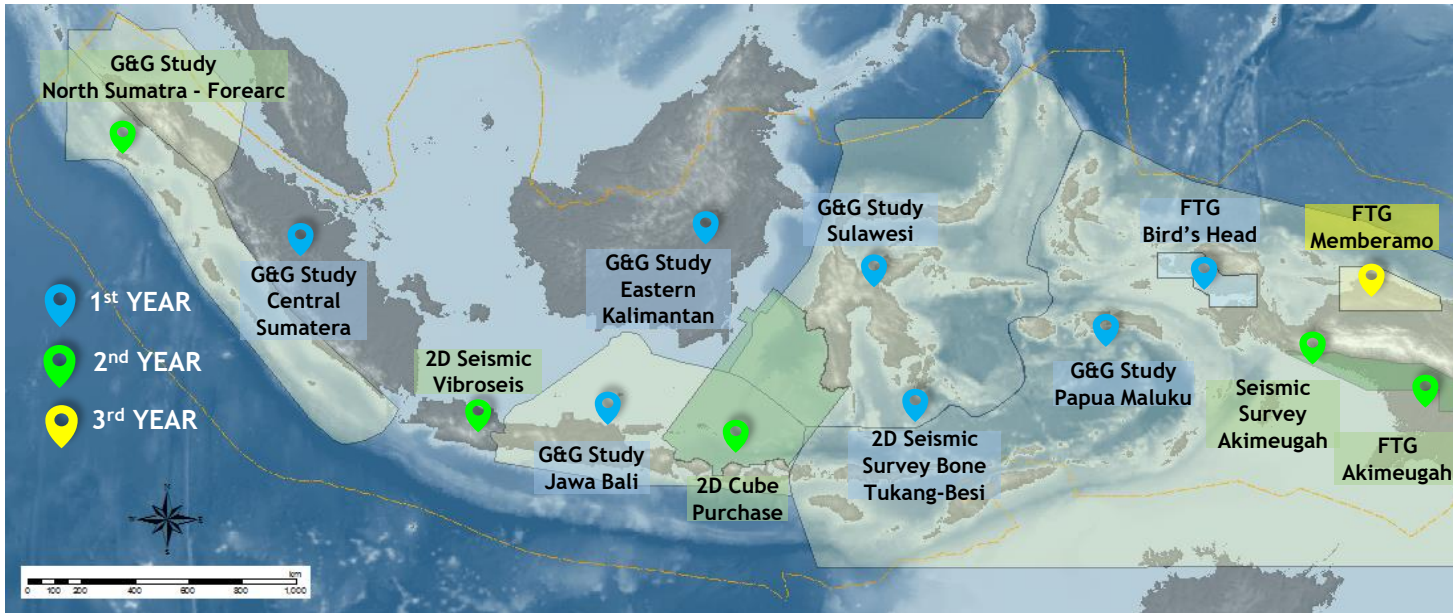 G&G Study
North Sumatra - Forearc
G&G Study
Central
Sumatera
1st YEAR
2nd YEAR
3rd YEAR
2D Seismic
Vibroseis
G&G Study
Eastern
Kalimantan
G&G Study
Sulawesi
FTG
Bird's Head
FTG
Memberamo
G&G Study
Jawa Bali
2D Cube
Purchase
2D Seismic
Survey Bone
Tukang-Besi
G&G Study
Papua Maluku
Seismic
Survey
Akimeugah
FTG
Akimeugah
N
W
E
S
km
0 100 200 400 600 800 1,000